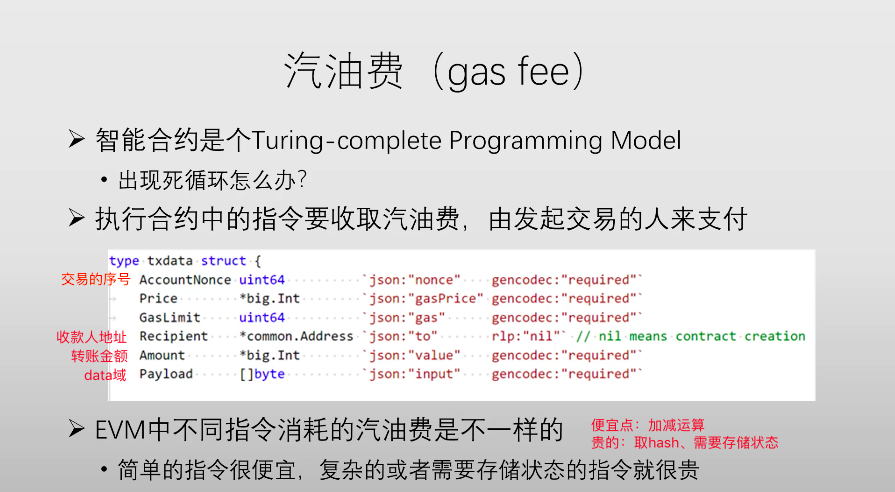 汽油费（gas fee）
➢ 智能合约是个Turing-complete Programming Model
• 出现死循环怎么办？
➢ 执行合约中的指令要收取汽油费，由发起交易的人来支付
type txdata struct {
交易的序号 AccountNonce uint64 `json:"nonce" gencodec:"required"`
Price *big.Int `json:"gasPrice" gencodec:"required"`
GasLimit uint64 `json:"gas" gencodec:"required"`
收款人地址 Recipient *common.Address `json:"to" rlp:"nil"` // nil means contract creation
转账金额 Amount *big.Int `json:"value" gencodec:"required"`
data域 Payload []byte `json:"input" gencodec:"required"`
➢ EVM中不同指令消耗的汽油费是不一样的
便宜点：加减运算
贵的：取hash、需要存储状态
• 简单的指令很便宜，复杂的或者需要存储状态的指令就很贵